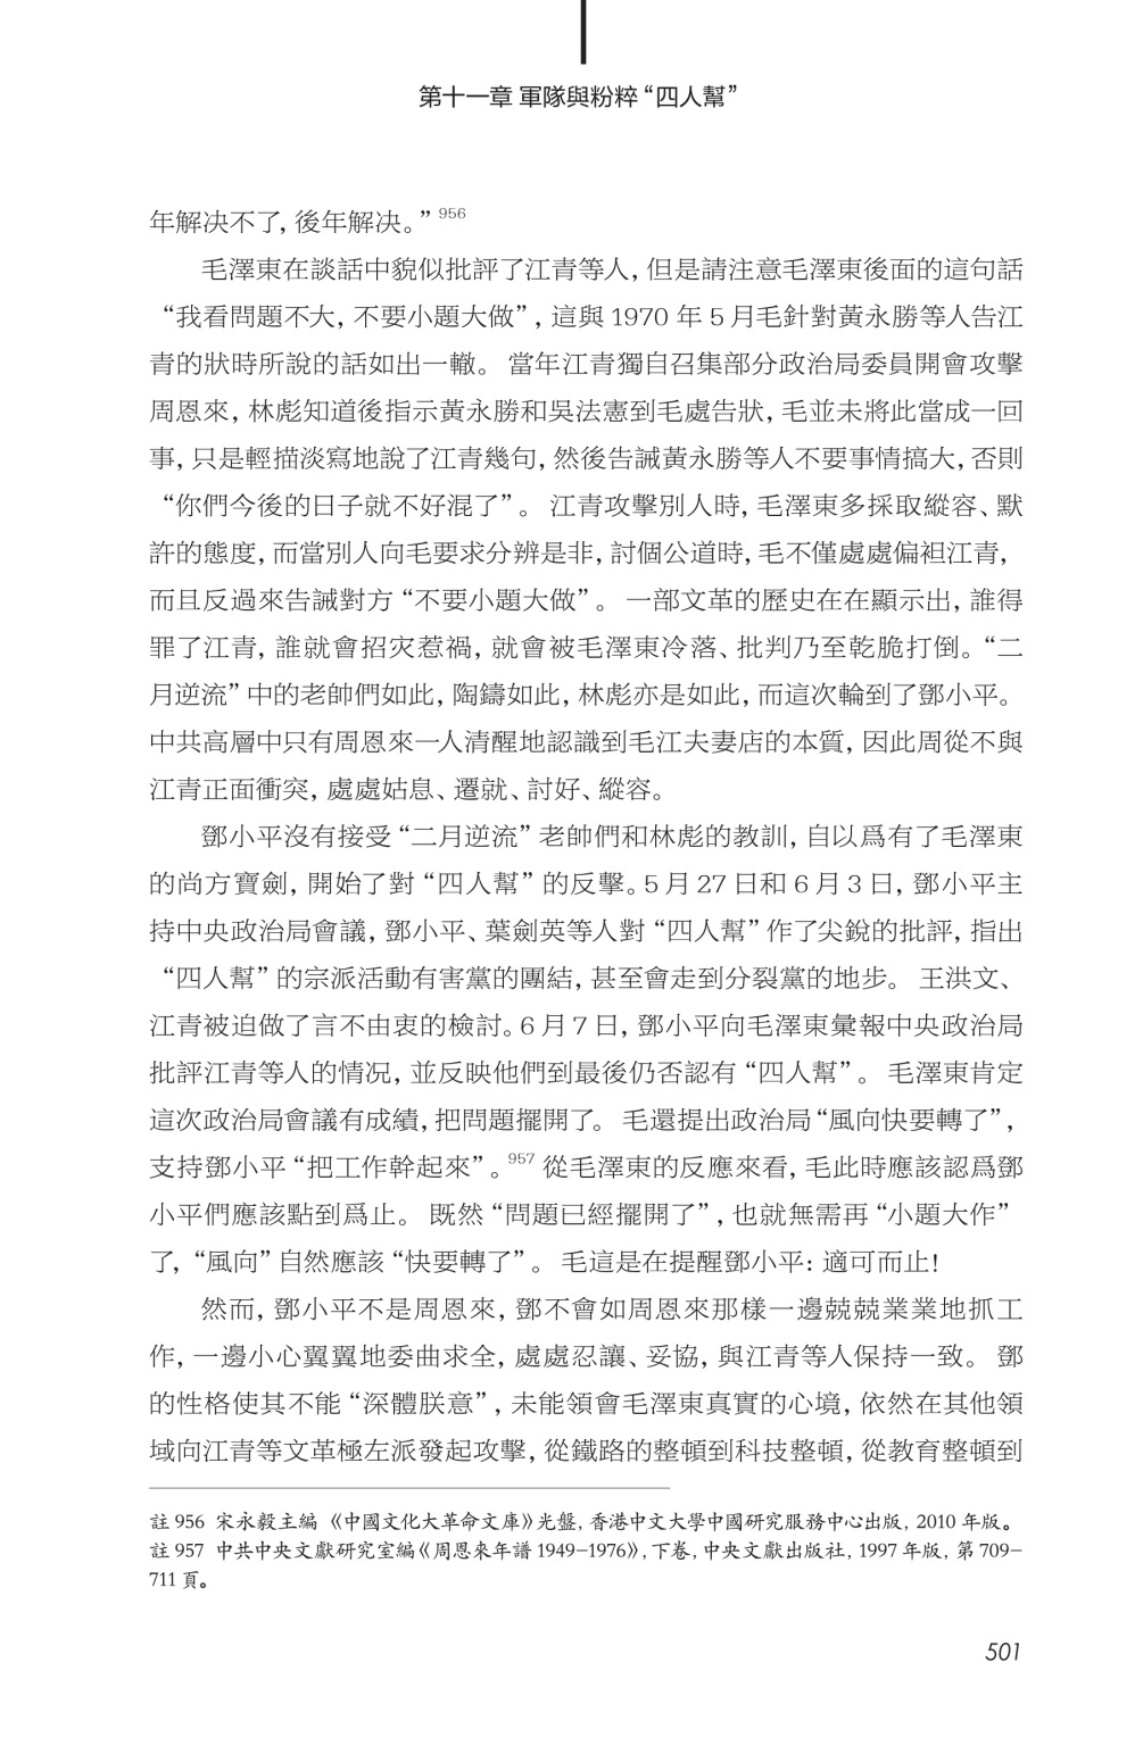 第十一章 軍隊與粉粹“四人幫”
年解決不了，後年解決。”956
毛澤東在談話中貌似批評了江青等人，但是請注意毛澤東後面的這句話
“我看問題不大，不要小題大做”，這與 1970 年 5 月毛針對黃永勝等人告江
青的狀時所說的話如出一轍。 當年江青獨自召集部分政治局委員開會攻擊
周恩來，林彪知道後指示黃永勝和吳法憲到毛處告狀，毛並未將此當成一回
事，只是輕描淡寫地說了江青幾句，然後告誡黃永勝等人不要事情搞大，否則
“你們今後的日子就不好混了”。 江青攻擊別人時，毛澤東多採取縱容、默
許的態度，而當別人向毛要求分辨是非，討個公道時，毛不僅處處偏袒江青，
而且反過來告誡對方“不要小題大做”。 一部文革的歷史在在顯示出，誰得
罪了江青，誰就會招灾惹禍，就會被毛澤東冷落、批判乃至乾脆打倒。“二
月逆流”中的老帥們如此，陶鑄如此，林彪亦是如此，而這次輪到了鄧小平。
中共高層中只有周恩來一人清醒地認識到毛江夫妻店的本質，因此周從不與
江青正面衝突，處處姑息、遷就、討好、縱容。
鄧小平沒有接受“二月逆流”老帥們和林彪的教訓，自以爲有了毛澤東
的尚方寶劍，開始了對“四人幫”的反擊。5 月 27 日和 6 月 3 日，鄧小平主
持中央政治局會議，鄧小平、葉劍英等人對“四人幫”作了尖銳的批評，指出
“四人幫”的宗派活動有害黨的團結，甚至會走到分裂黨的地步。 王洪文、
江青被迫做了言不由衷的檢討。6 月 7 日，鄧小平向毛澤東彙報中央政治局
批評江青等人的情况，並反映他們到最後仍否認有“四人幫”。 毛澤東肯定
這次政治局會議有成績，把問題擺開了。 毛還提出政治局“風向快要轉了”，
支持鄧小平“把工作幹起來”。957 從毛澤東的反應來看，毛此時應該認爲鄧
小平們應該點到爲止。 既然“問題已經擺開了”，也就無需再“小題大作”
了，“風向”自然應該“快要轉了”。 毛這是在提醒鄧小平：適可而止！
然而，鄧小平不是周恩來，鄧不會如周恩來那樣一邊兢兢業業地抓工
作，一邊小心翼翼地委曲求全，處處忍讓、妥協，與江青等人保持一致。 鄧
的性格使其不能“深體朕意”，未能領會毛澤東真實的心境，依然在其他領
域向江青等文革極左派發起攻擊，從鐵路的整頓到科技整頓，從教育整頓到
註 956 宋永毅主編《中國文化大革命文庫》光盤，香港中文大學中國研究服務中心出版，2010 年版。
註 957 中共中央文獻研究室編《周恩來年譜 1949–1976》，下卷，中央文獻出版社，1997 年版，第 709–
711 頁。
501